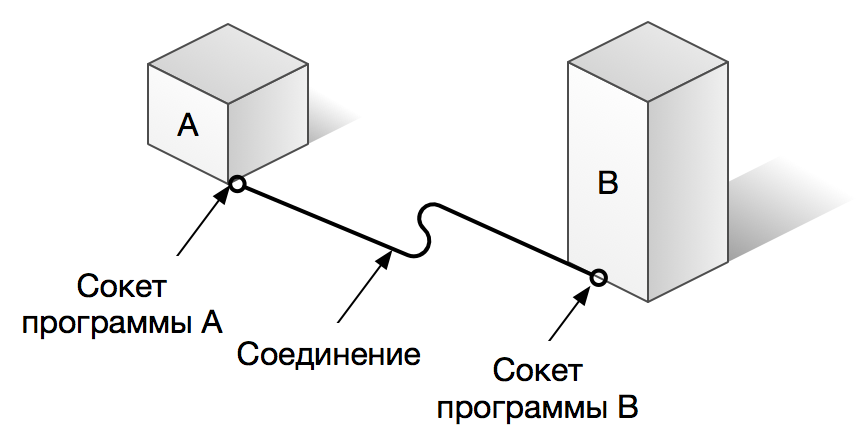 А
В
Сокет
программы А
Соединение
Сокет
программы В